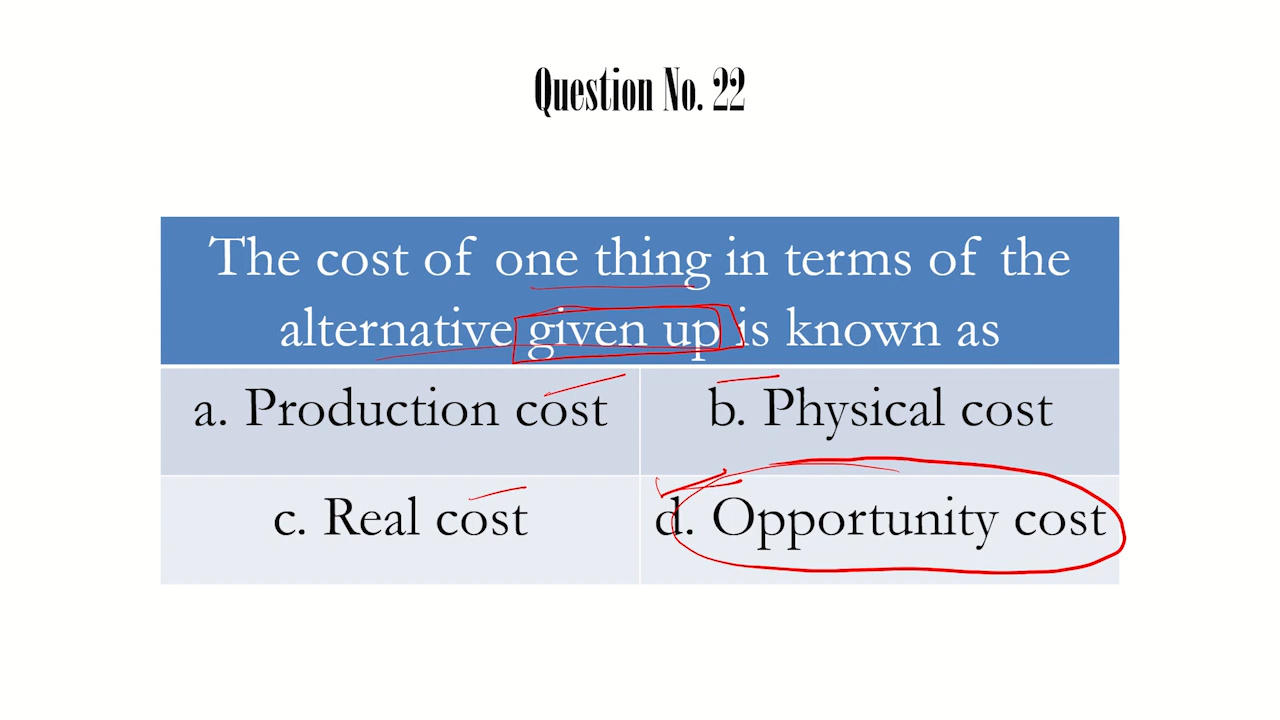 Question No. 22
The cost of one thing in terms of the
alternative given up is known as
a. Production cost
b. Physical cost
c. Real cost
d. Opportunity cost